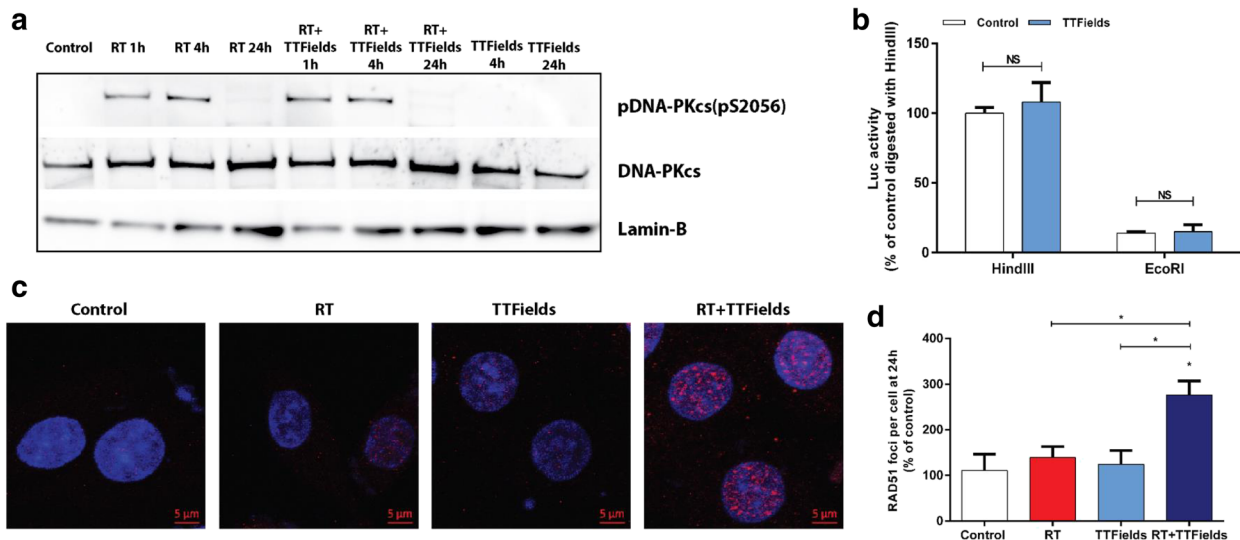 a
Control
RT 1h
RT 4h
RT 24h
RT+
TTFields
1h
RT+
TTFields
4h
RT+
TTFields
24h
TTFields
4h
TTFields
24h
pDNA-PKcs(pS2056)
DNA-PKcs
Lamin-B
b
Control
TTFields
Luc activity
(% of control digested with HindIII)
150
100
50
0
NS
NS
HindIII
EcoRI
c
Control
RT
TTFields
RT+TTFields
5 µm
5 µm
5 µm
5 µm
d
RAD51 foci per cell at 24h
(% of control)
400
300
200
100
0
*
*
*
Control
RT
TTFields
RT+TTFields